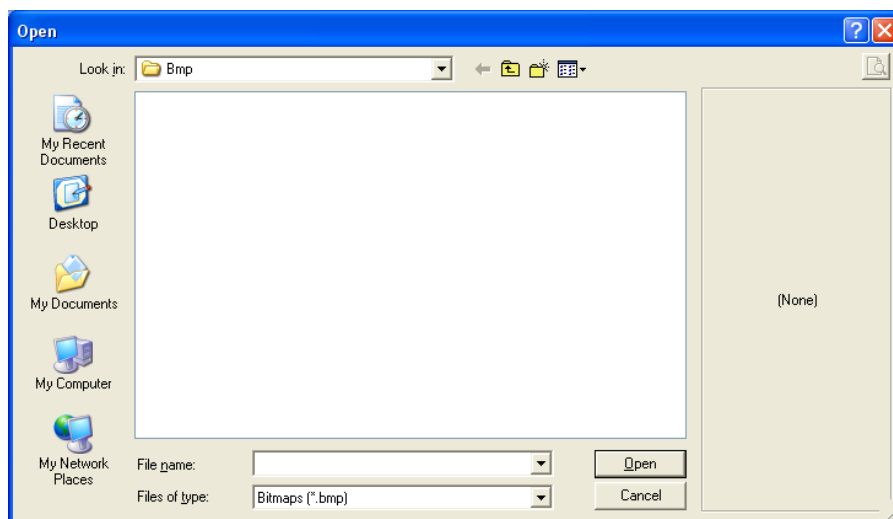 Open
Look in:
Bmp
My Recent
Documents
Desktop
My Documents
My Computer
My Network
Places
(None)
File name:
Open
Files of type:
Bitmaps (*.bmp)
Cancel